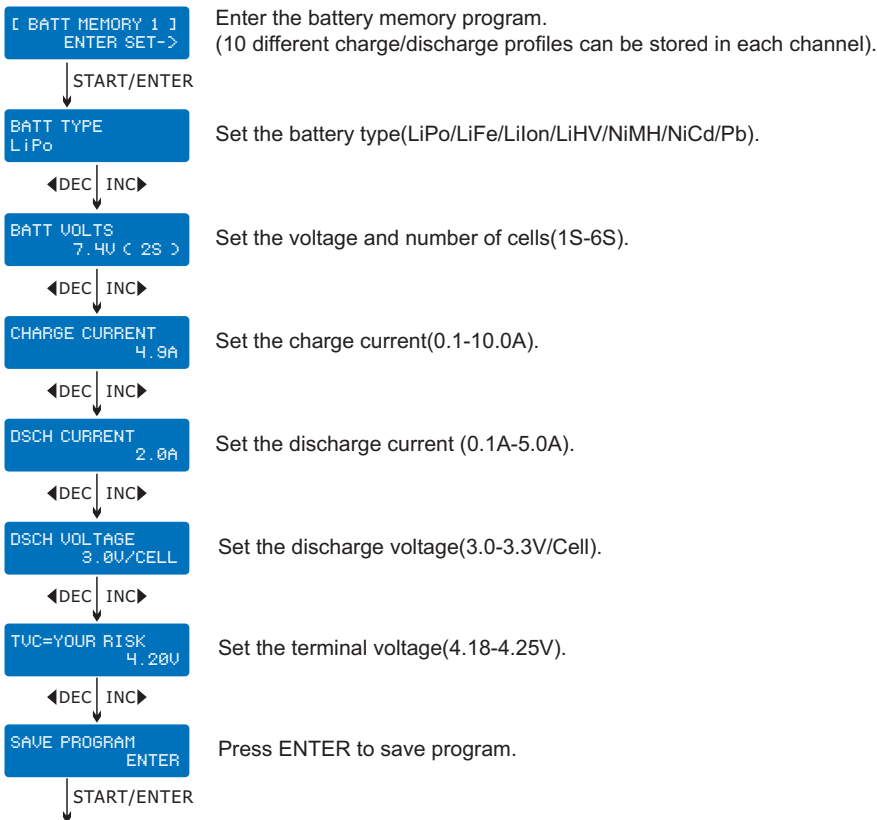 [ BATT MEMORY 1 ]
ENTER SET->
Enter the battery memory program.
(10 different charge/discharge profiles can be stored in each channel).
START/ENTER
BATT TYPE
LiPo
Set the battery type(LiPo/LiFe/LiIon/LiHV/NiMH/NiCd/Pb).
◀DEC INC▶
BATT VOLTS
7.4V ( 2S )
Set the voltage and number of cells(1S-6S).
◀DEC INC▶
CHARGE CURRENT
4.9A
Set the charge current(0.1-10.0A).
◀DEC INC▶
DSCH CURRENT
2.0A
Set the discharge current (0.1A-5.0A).
◀DEC INC▶
DSCH VOLTAGE
3.0V/CELL
Set the discharge voltage(3.0-3.3V/Cell).
◀DEC INC▶
TVC=YOUR RISK
4.20V
Set the terminal voltage(4.18-4.25V).
◀DEC INC▶
SAVE PROGRAM
ENTER
Press ENTER to save program.
START/ENTER